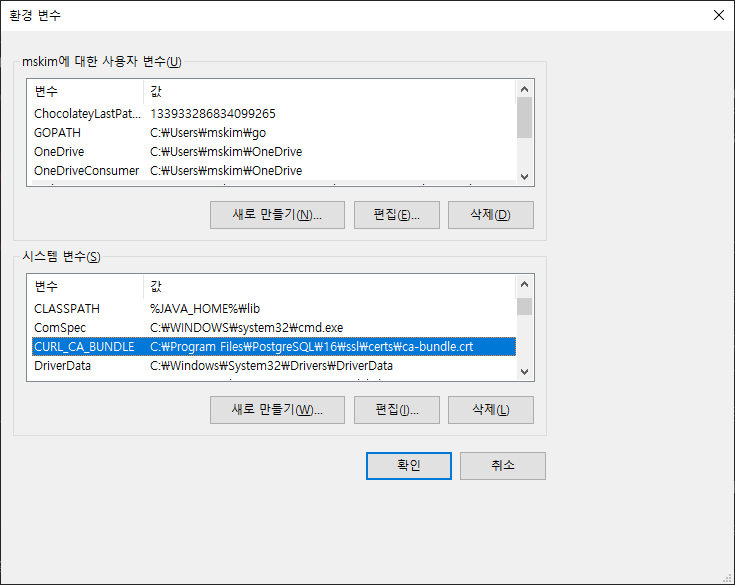 환경 변수
mskim에 대한 사용자 변수(U)
변수 값
ChocolateyLastPat... 133933286834099265
GOPATH C:₩Users₩mskim₩go
OneDrive C:₩Users₩mskim₩OneDrive
OneDriveConsumer C:₩Users₩mskim₩OneDrive
새로 만들기(N)... 편집(E)... 삭제(D)
시스템 변수(S)
변수 값
CLASSPATH %JAVA_HOME%₩lib
ComSpec C:₩WINDOWS₩system32₩cmd.exe
CURL_CA_BUNDLE C:₩Program Files₩PostgreSQL₩16₩ssl₩certs₩ca-bundle.crt
DriverData C:₩Windows₩System32₩Drivers₩DriverData
새로 만들기(W)... 편집(I)... 삭제(L)
확인 취소